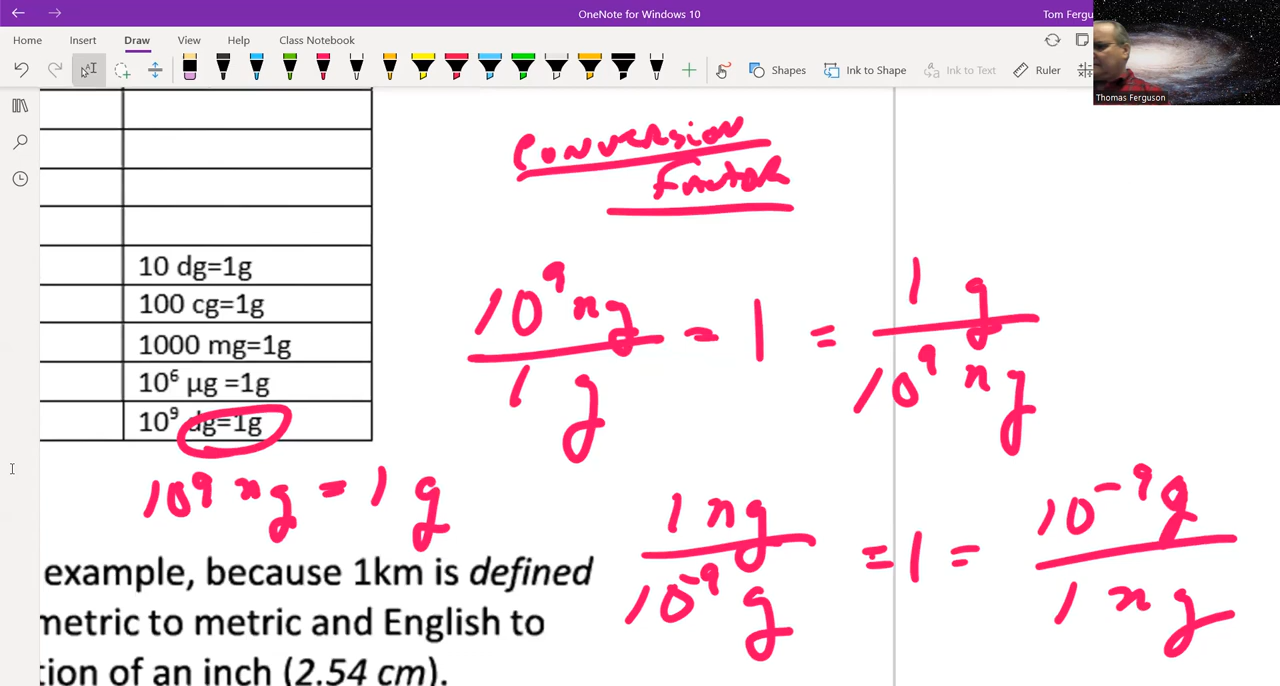 OneNote for Windows 10
Tom Fergu
Home Insert Draw View Help Class Notebook
Shapes Ink to Shape Ink to Text Ruler
Thomas Ferguson
Conversion
Factor
10 dg=1g
100 cg=1g
1000 mg=1g
10⁶ µg =1g
10⁹ dg=1g
10⁹ ng / 1 g = 1 = 1 g / 10⁹ ng
10⁹ ng = 1 g
1 ng / 10⁻⁹ g = 1 = 10⁻⁹ g / 1 ng
example, because 1km is defined
metric to metric and English to
tion of an inch (2.54 cm).